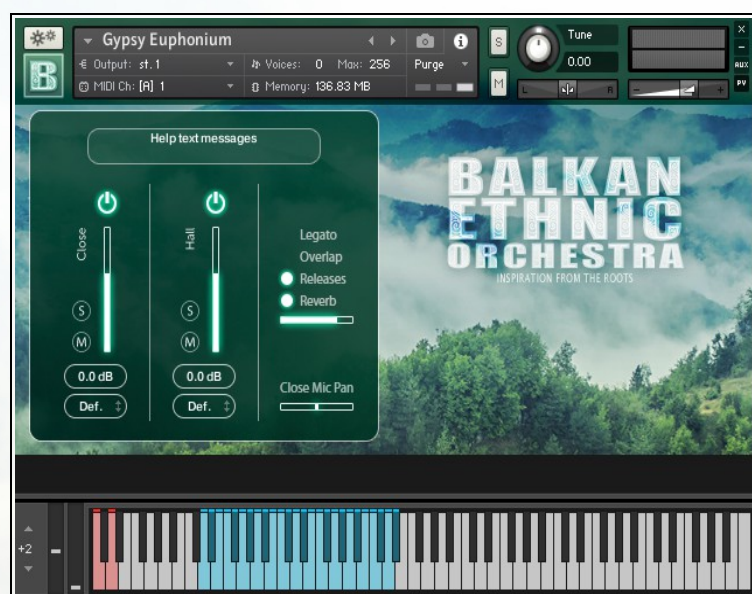 Gypsy Euphonium
Output: st. 1
Voices: 0 Max: 256
Purge
MIDI Ch: [A] 1
Memory: 136.83 MB
S
M
Tune
0.00
L R
- +
×
-
AUX
PV
B
Help text messages
Close
S
M
0.0 dB
Def.
Hall
S
M
0.0 dB
Def.
Legato
Overlap
Releases
Reverb
Close Mic Pan
BALKAN
ETHNIC
ORCHESTRA
INSPIRATION FROM THE ROOTS
+2